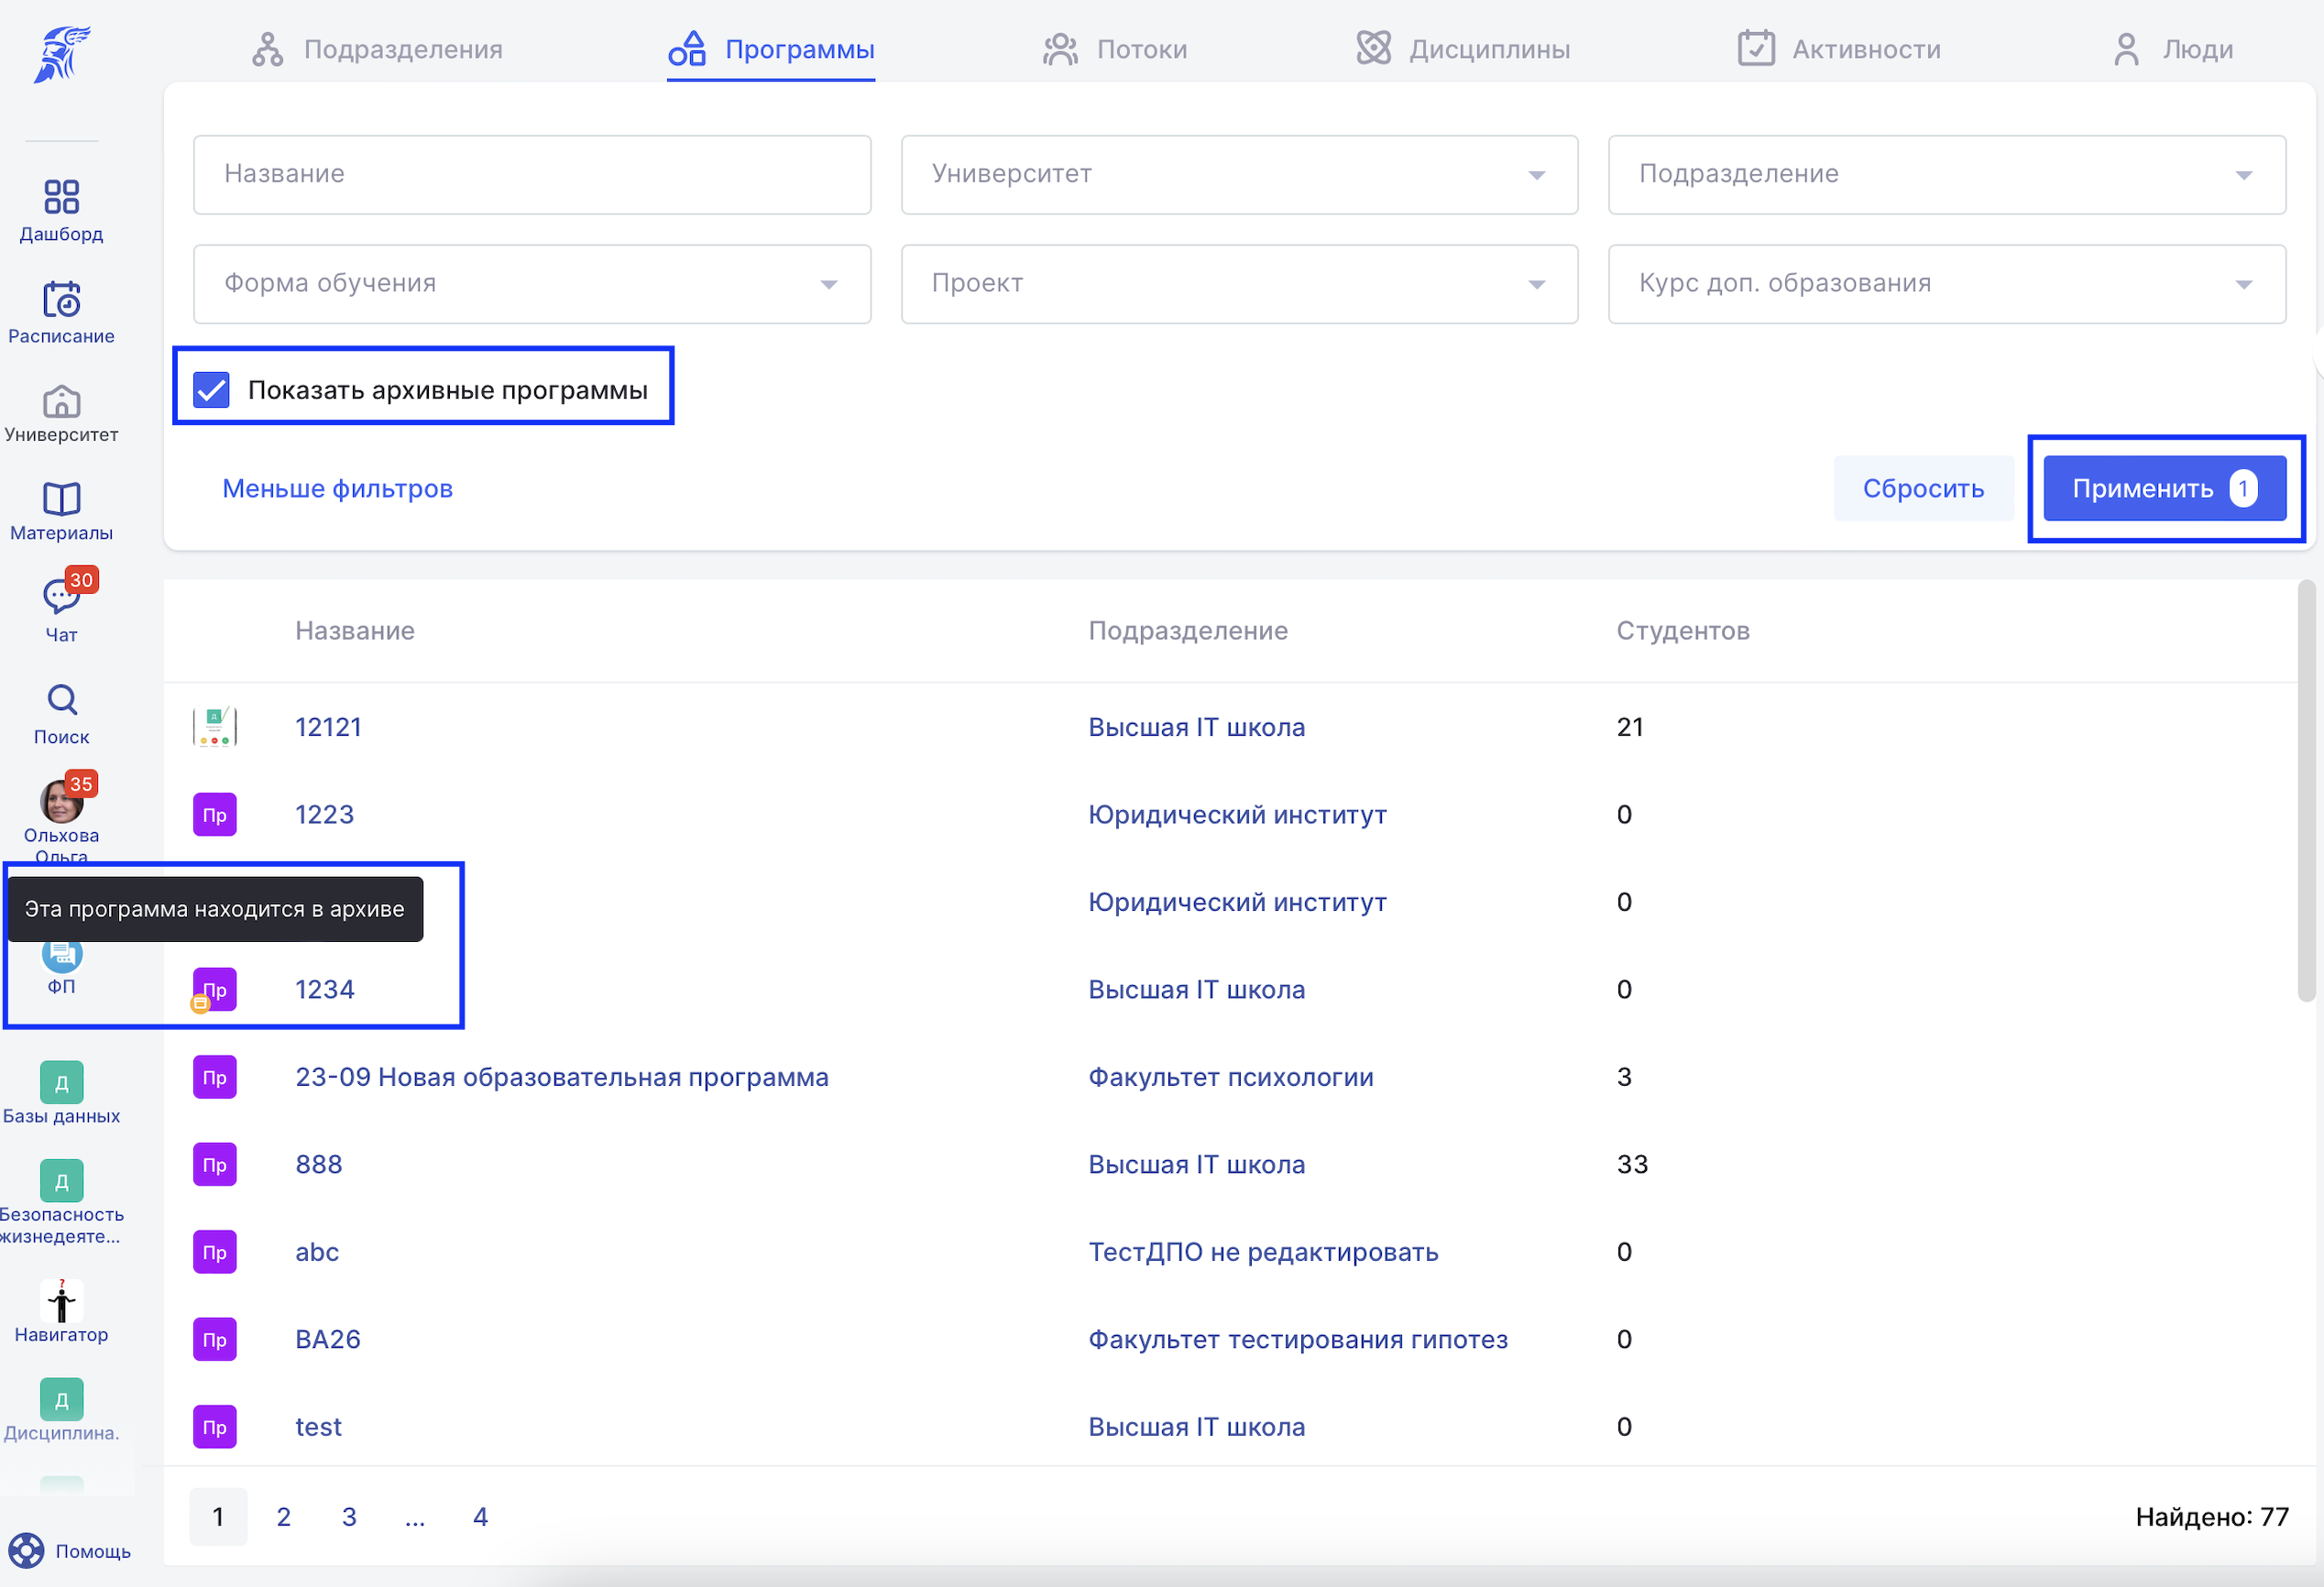 Подразделения Программы Потоки Дисциплины Активности Люди
Название Университет Подразделение
Форма обучения Проект Курс доп. образования
Показать архивные программы
Меньше фильтров Сбросить Применить 1
Дашборд
Расписание
Университет
Материалы
30
Чат
Поиск
35
Ольхова
Ольга
Эта программа находится в архиве
ФП
Д
Базы данных
Д
Безопасность
жизнедеяте...
?
Навигатор
Д
Дисциплина.
Помощь
Название Подразделение Студентов
Д 12121 Высшая IT школа 21
Пр 1223 Юридический институт 0
Юридический институт 0
Пр 1234 Высшая IT школа 0
Пр 23-09 Новая образовательная программа Факультет психологии 3
Пр 888 Высшая IT школа 33
Пр abc ТестДПО не редактировать 0
Пр BA26 Факультет тестирования гипотез 0
Пр test Высшая IT школа 0
1 2 3 ... 4 Найдено: 77